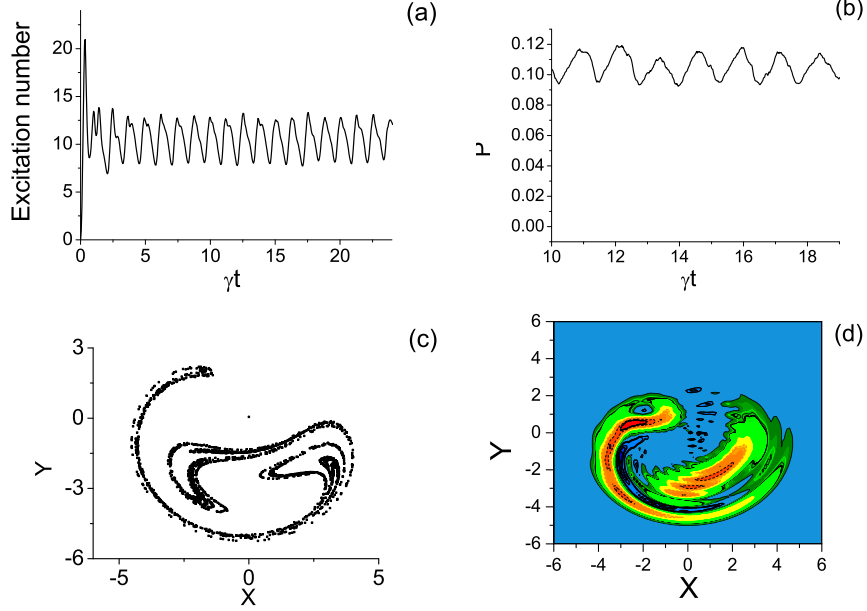 (a)
Excitation number
20
15
10
5
0
0 5 10 15 20
γt
(b)
P
0.12
0.10
0.08
0.06
0.04
0.02
0.00
10 12 14 16 18
γt
(c)
Y
3
0
-3
-6
-5 0 5
X
(d)
Y
6
4
2
0
-2
-4
-6
-6 -4 -2 0 2 4 6
X